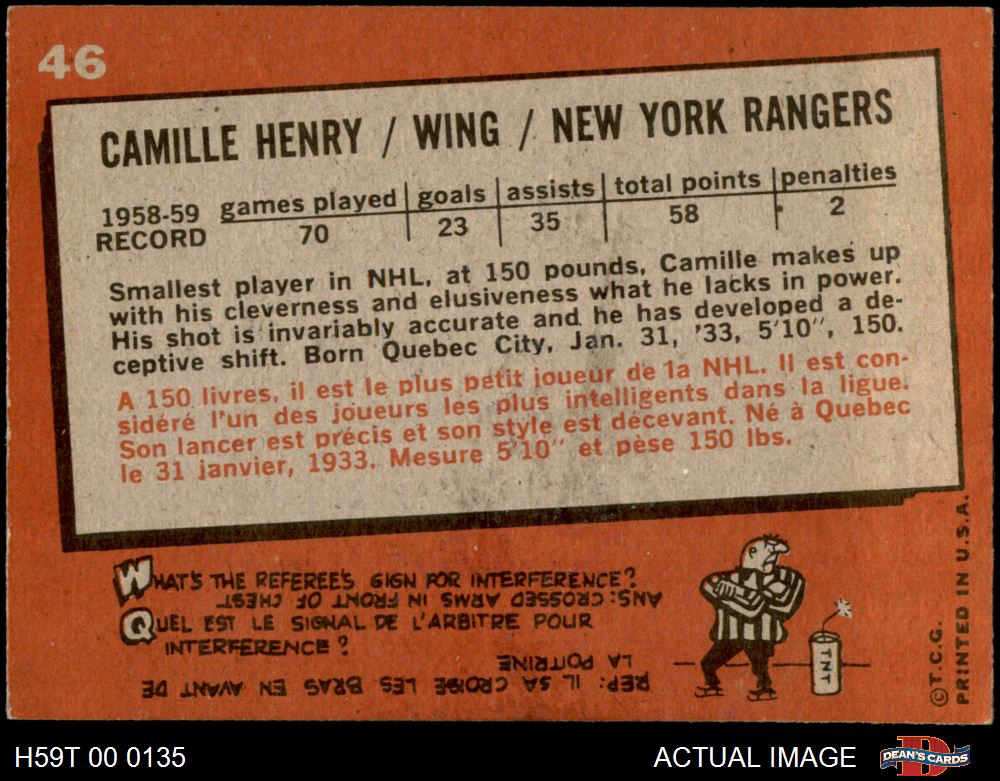 46
CAMILLE HENRY / WING / NEW YORK RANGERS
1958-59 RECORD
games played | goals | assists | total points | penalties
70 | 23 | 35 | 58 | 2
Smallest player in NHL, at 150 pounds, Camille makes up
with his cleverness and elusiveness what he lacks in power.
His shot is invariably accurate and he has developed a de-
ceptive shift. Born Quebec City, Jan. 31, '33, 5'10", 150.
A 150 livres, il est le plus petit joueur de la NHL. Il est con-
sidéré l'un des joueurs les plus intelligents dans la ligue.
Son lancer est précis et son style est décevant. Né à Quebec
le 31 janvier, 1933. Mesure 5'10" et pèse 150 lbs.
WHAT'S THE REFEREE'S SIGN FOR INTERFERENCE?
ANS: CROSSED ARMS IN FRONT OF CHEST
QUEL EST LE SIGNAL DE L'ARBITRE POUR
INTERFERENCE?
REP: IL SA CROISE LES BRAS EN AVANT DE
LA POITRINE
TNT
© T.C.G.
PRINTED IN U.S.A.
H59T 00 0135
ACTUAL IMAGE
DEAN'S CARDS